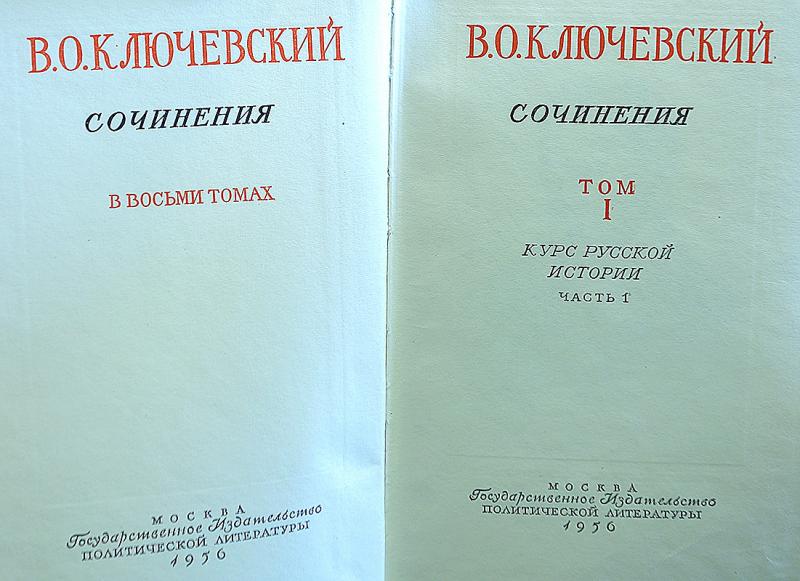 В.О.КЛЮЧЕВСКИЙ
СОЧИНЕНИЯ
В ВОСЬМИ ТОМАХ
МОСКВА
Государственное Издательство
ПОЛИТИЧЕСКОЙ ЛИТЕРАТУРЫ
1956
В.О.КЛЮЧЕВСКИЙ
СОЧИНЕНИЯ
ТОМ
I
КУРС РУССКОЙ
ИСТОРИИ
ЧАСТЬ 1
МОСКВА
Государственное Издательство
ПОЛИТИЧЕСКОЙ ЛИТЕРАТУРЫ
1956